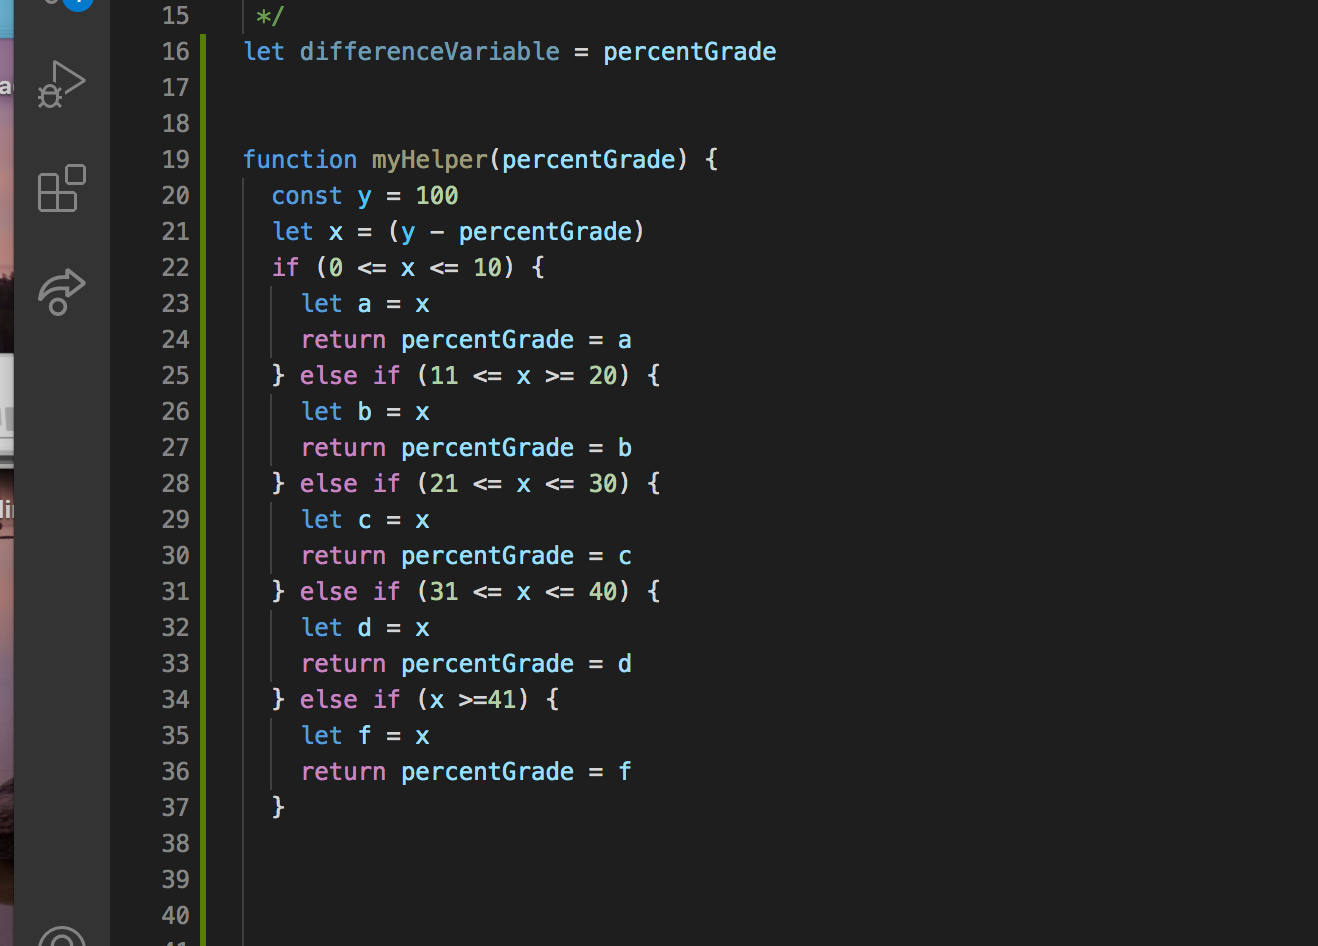 15 */
16 let differenceVariable = percentGrade
17
18
19 function myHelper(percentGrade) {
20 const y = 100
21 let x = (y - percentGrade)
22 if (0 <= x <= 10) {
23 let a = x
24 return percentGrade = a
25 } else if (11 <= x >= 20) {
26 let b = x
27 return percentGrade = b
28 } else if (21 <= x <= 30) {
29 let c = x
30 return percentGrade = c
31 } else if (31 <= x <= 40) {
32 let d = x
33 return percentGrade = d
34 } else if (x >=41) {
35 let f = x
36 return percentGrade = f
37 }
38
39
40